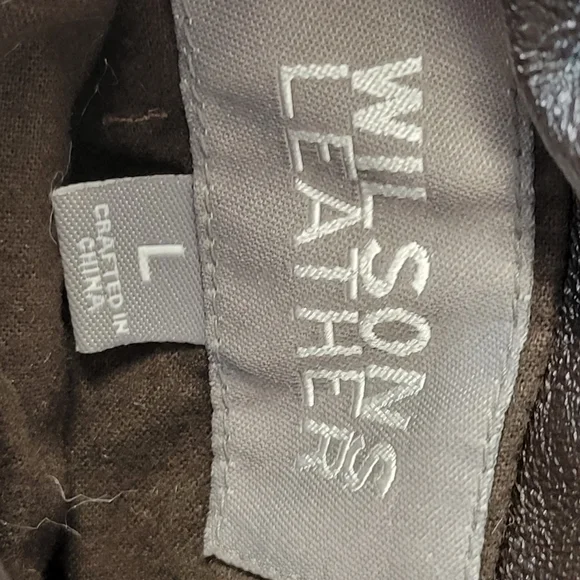 WILSONS
LEATHER
L
CRAFTED IN
CHINA